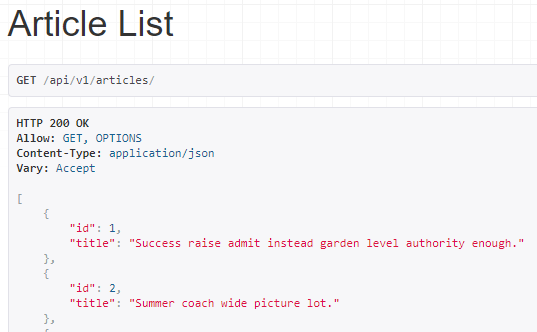 Article List
GET /api/v1/articles/
HTTP 200 OK
Allow: GET, OPTIONS
Content-Type: application/json
Vary: Accept
[
    {
        "id": 1,
        "title": "Success raise admit instead garden level authority enough."
    },
    {
        "id": 2,
        "title": "Summer coach wide picture lot."
    },
    {